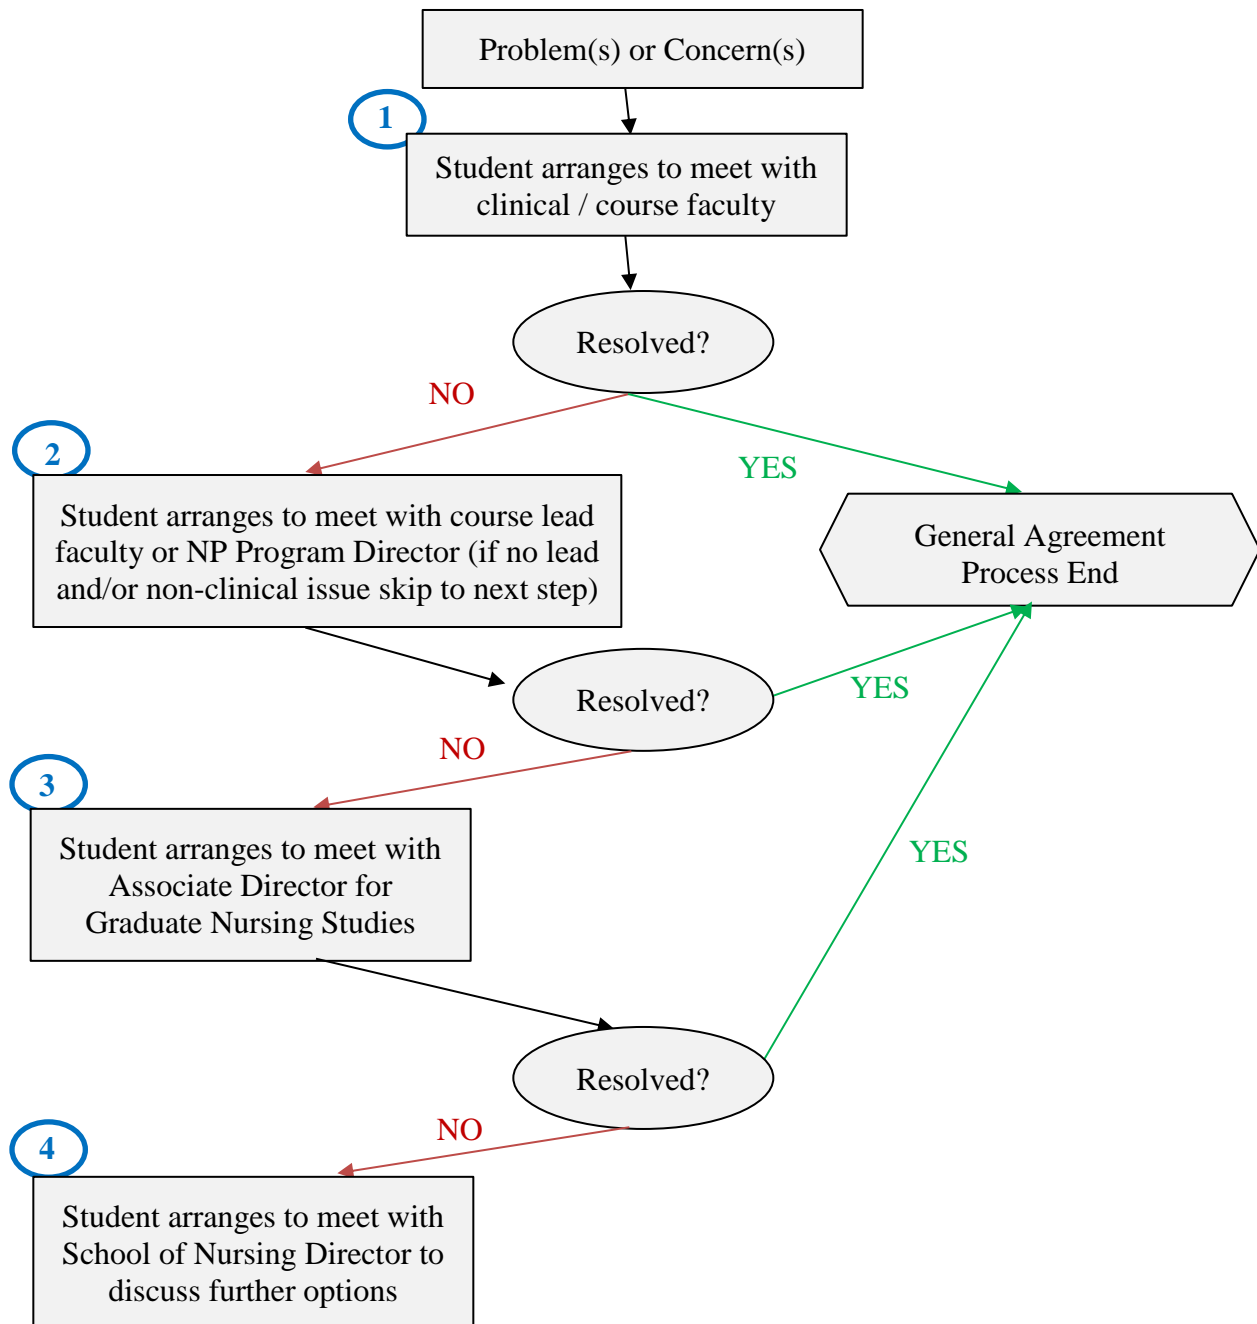 Problem(s) or Concern(s)
1
Student arranges to meet with
clinical / course faculty
Resolved?
NO
YES
2
Student arranges to meet with course lead
faculty or NP Program Director (if no lead
and/or non-clinical issue skip to next step)
General Agreement
Process End
Resolved?
YES
NO
3
Student arranges to meet with
Associate Director for
Graduate Nursing Studies
YES
Resolved?
NO
4
Student arranges to meet with
School of Nursing Director to
discuss further options